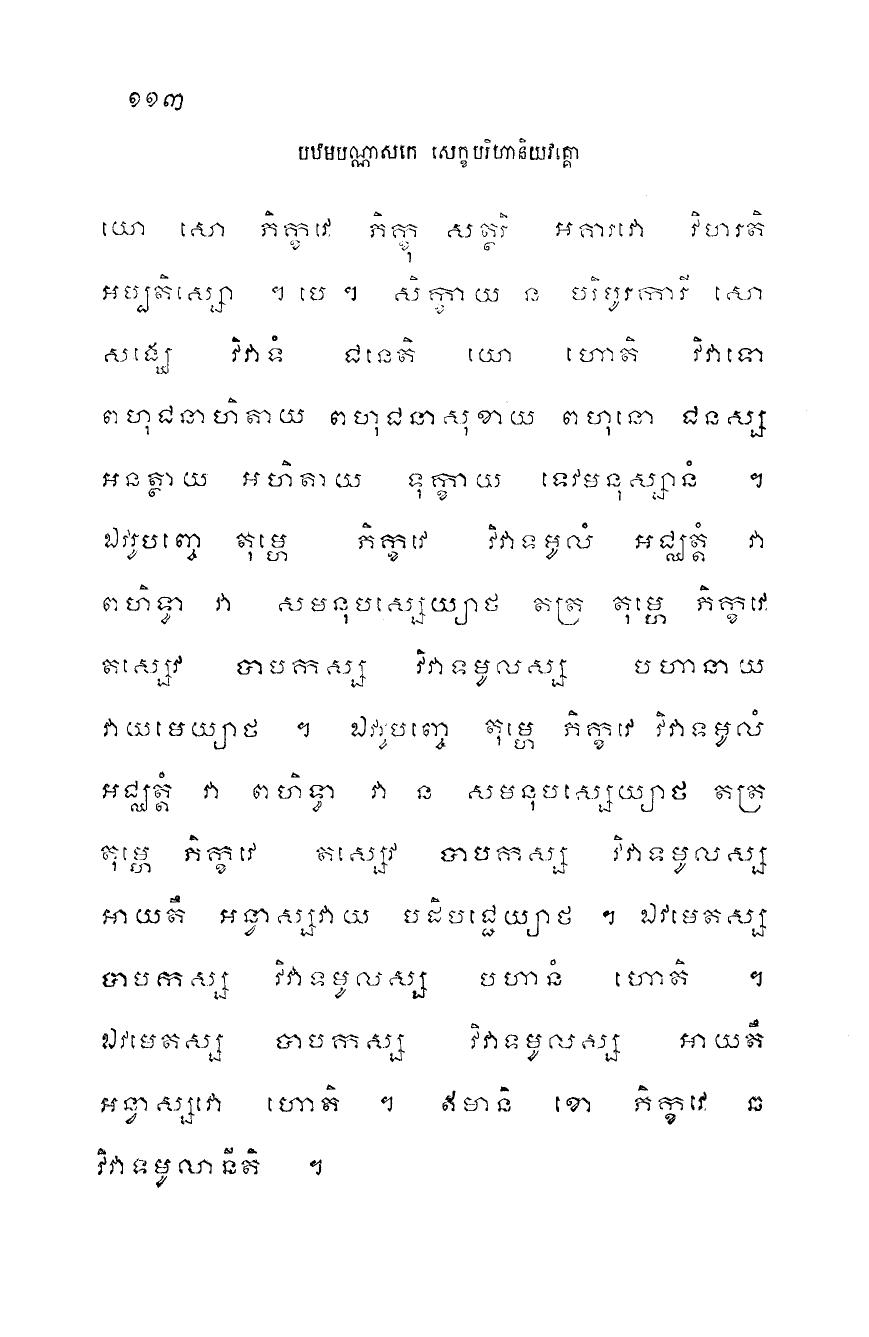 ១១៣
បឋមបណ្ណាសកេ សេក្ខបរិហានិយវគ្គោ
យោ សោ ភិក្ខវេ ភិក្ខុ សត្ថរិ អគារវោ វិហរតិ
អប្បតិស្សោ ។ បេ ។ សិក្ខាយ ន បរិបូរការី សោ
សង្ឃេ វិវាទំ ជនេតិ យោ ហោតិ វិវាទោ
ពហុជនាហិតាយ ពហុជនាសុខាយ ពហុនោ ជនស្ស
អនត្ថាយ អហិតាយ ទុក្ខាយ ទេវមនុស្សានំ ។
ឯវរូបញ្ចេ តុម្ហេ ភិក្ខវេ វិវាទមូលំ អជ្ឈត្តំ វា
ពហិទ្ធា វា សមនុបស្សេយ្យាថ តត្រ តុម្ហេ ភិក្ខវេ
តស្សេវ បាបកស្ស វិវាទមូលស្ស បហានាយ
វាយមេយ្យាថ ។ ឯវរូបញ្ចេ តុម្ហេ ភិក្ខវេ វិវាទមូលំ
អជ្ឈត្តំ វា ពហិទ្ធា វា ន សមនុបស្សេយ្យាថ តត្រ
តុម្ហេ ភិក្ខវេ តស្សេវ បាបកស្ស វិវាទមូលស្ស
អាយតឹ អនវាស្សវាយ បដិបជ្ជេយ្យាថ ។ ឯវមេតស្ស
បាបកស្ស វិវាទមូលស្ស បហានំ ហោតិ ។
ឯវមេតស្ស បាបកស្ស វិវាទមូលស្ស អាយតឹ
អន្វាស្សវោ ហោតិ ។ ឥមានិ ខោ ភិក្ខវេ ឆ
វិវាទមូលានីតិ ។